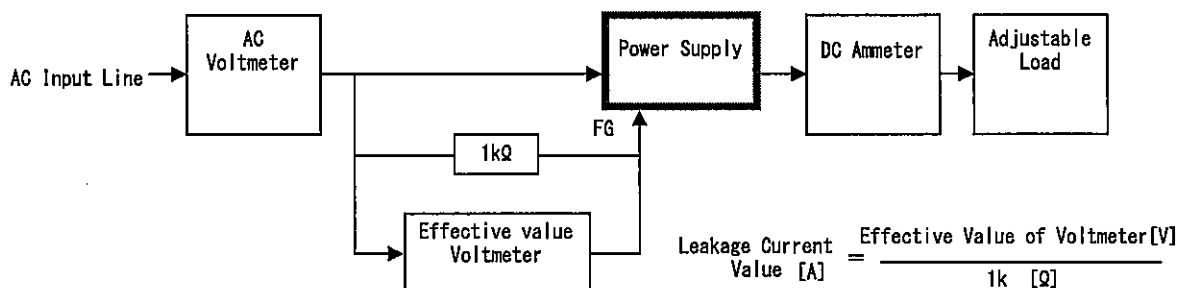 AC
Voltmeter
Power Supply
DC Ammeter
Adjustable
Load
AC Input Line
FG
1kΩ
Effective value
Voltmeter
Leakage Current
Value [A]
=
Effective Value of Voltmeter[V]
1k [Ω]